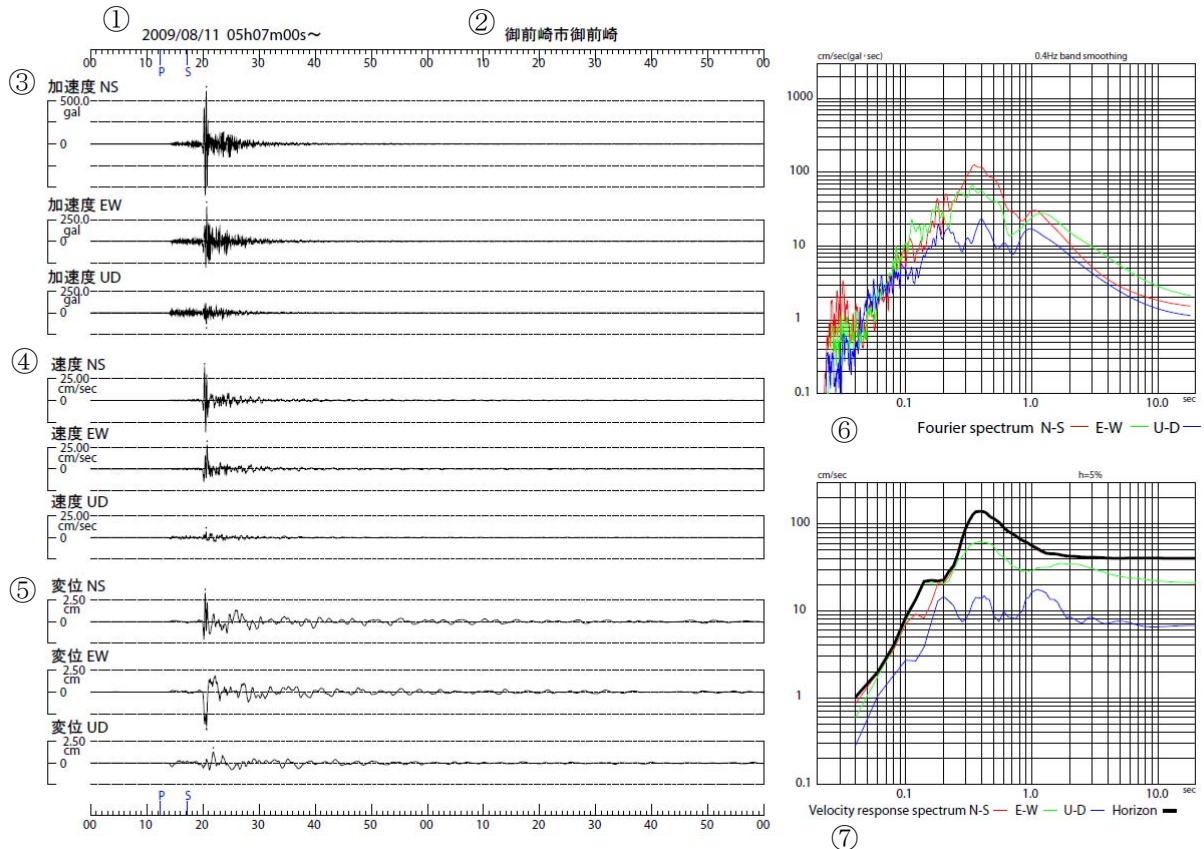 ① 2009/08/11 05h07m00s～ ② 御前崎市御前崎
00 10 20 30 40 50 00 10 20 30 40 50 00
P S
③
加速度 NS
500.0
gal
0
加速度 EW
250.0
gal
0
加速度 UD
250.0
gal
0
④
速度 NS
25.00
cm/sec
0
速度 EW
25.00
cm/sec
0
速度 UD
25.00
cm/sec
0
⑤
変位 NS
2.50
cm
0
変位 EW
2.50
cm
0
変位 UD
2.50
cm
0
P S
00 10 20 30 40 50 00 10 20 30 40 50 00
cm/sec(gal・sec) 0.4Hz band smoothing
1000
100
10
1
0.1
0.1 1.0 10.0 sec
⑥ Fourier spectrum N-S E-W U-D
cm/sec h=5%
100
10
1
0.1
0.1 1.0 10.0 sec
Velocity response spectrum N-S E-W U-D Horizon
⑦